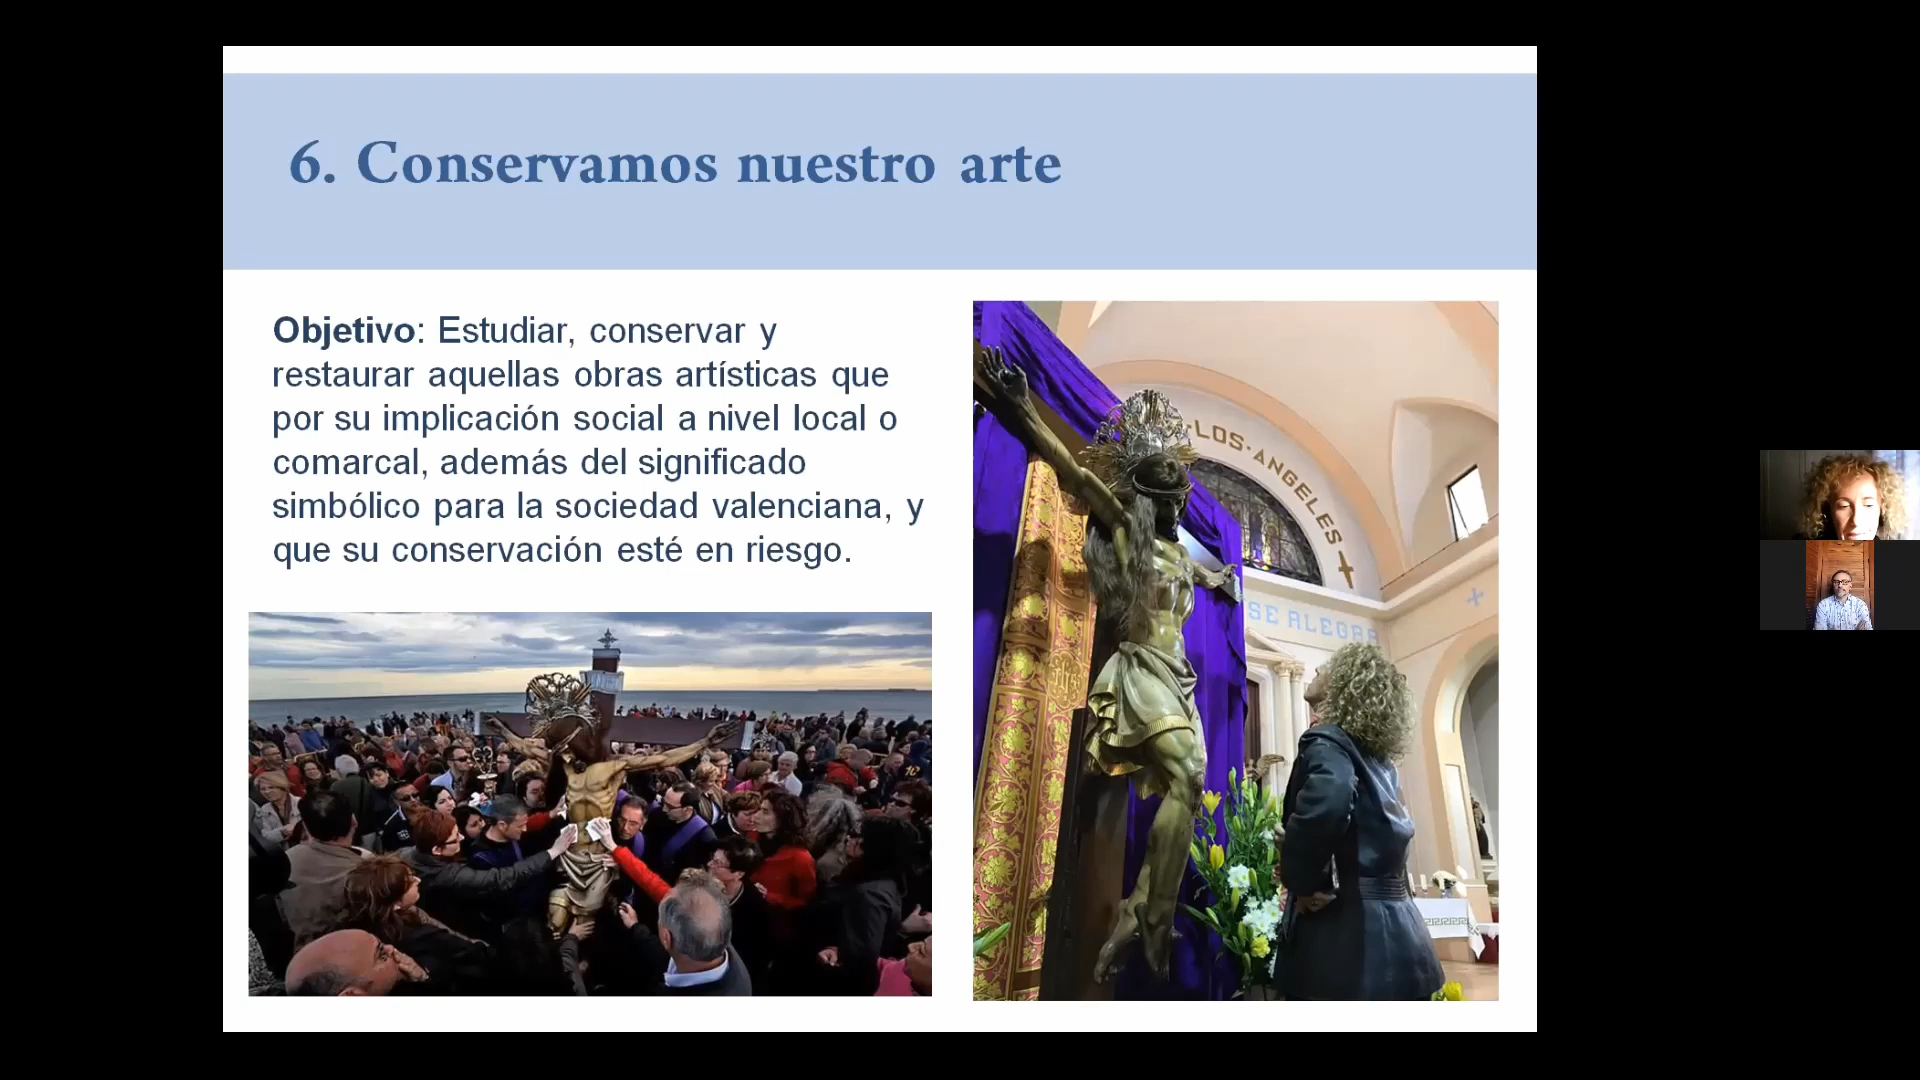 6. Conservamos nuestro arte
Objetivo: Estudiar, conservar y
restaurar aquellas obras artísticas que
por su implicación social a nivel local o
comarcal, además del significado
simbólico para la sociedad valenciana, y
que su conservación esté en riesgo.
LOS·ANGELES
SE ALEGRA